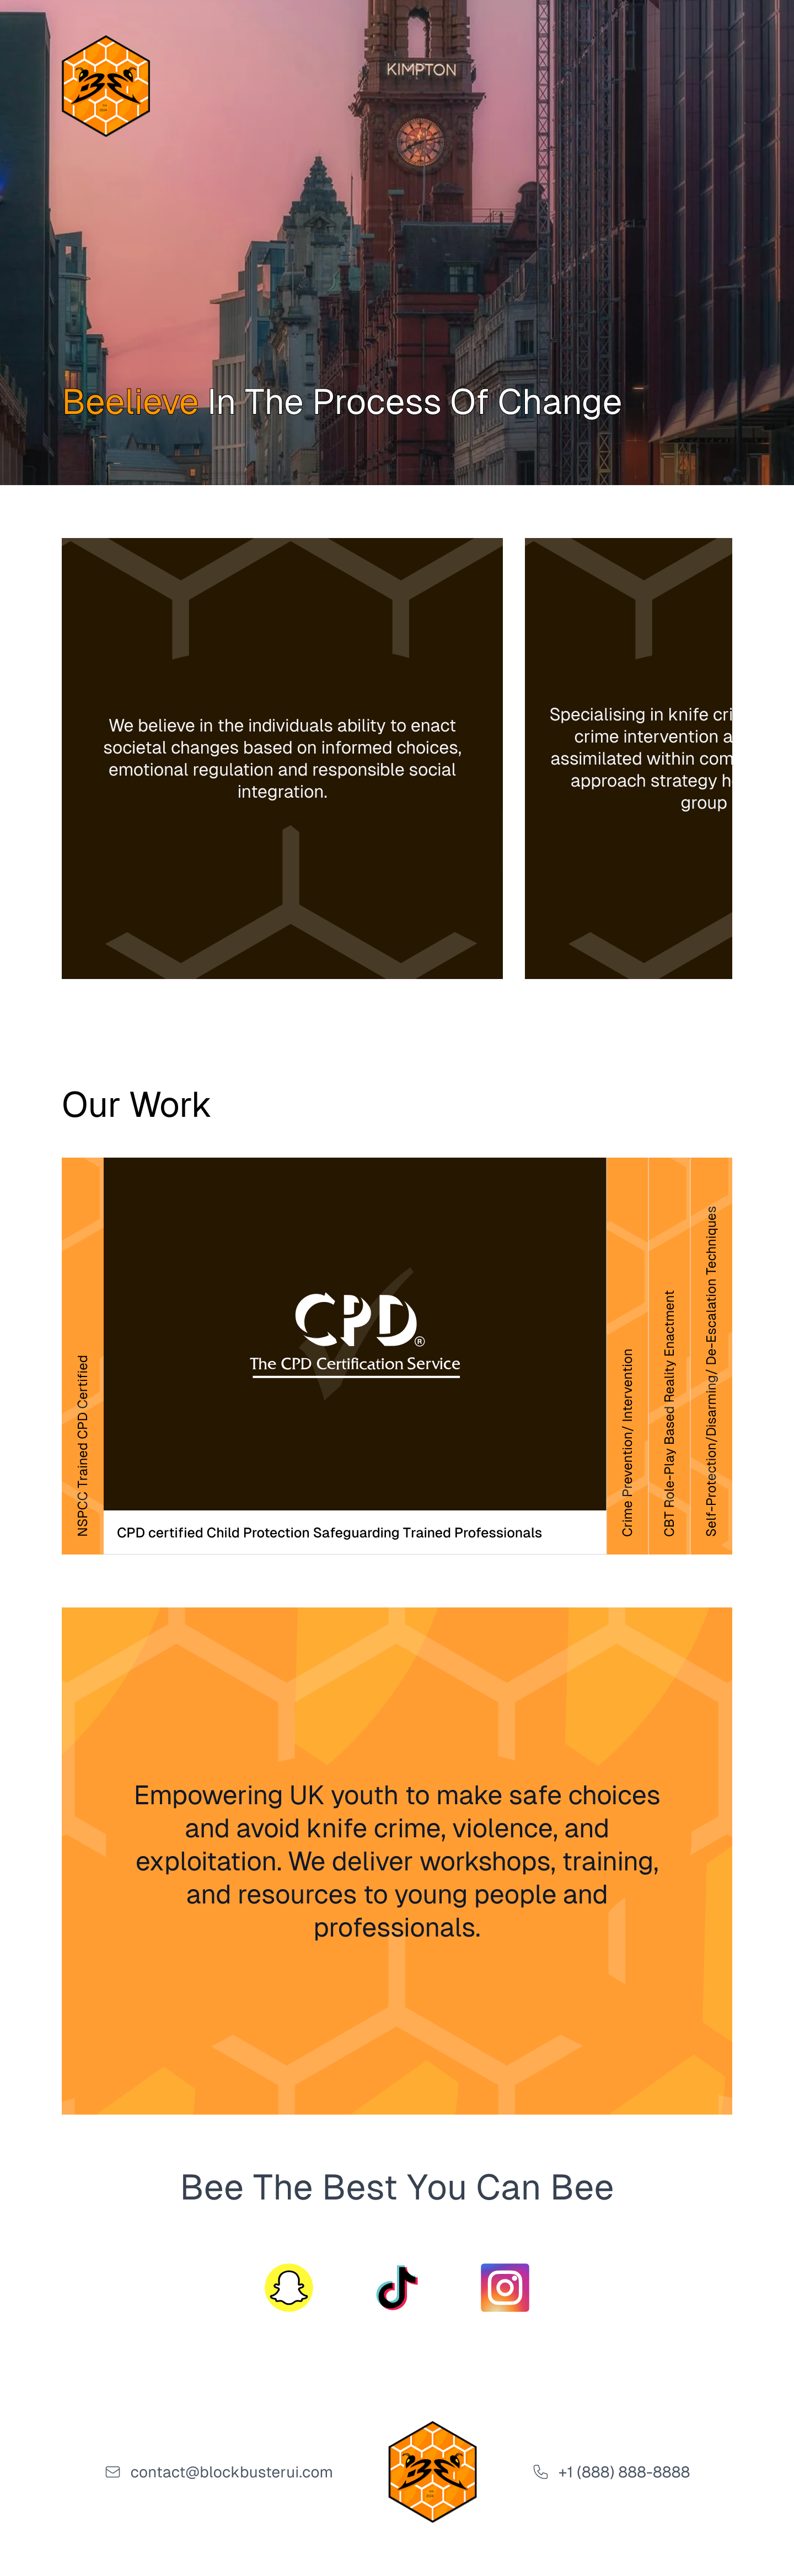 KIMPTON
Beelieve In The Process Of Change
We believe in the individuals ability to enact
societal changes based on informed choices,
emotional regulation and responsible social
integration.
Specialising in knife cri
crime intervention a
assimilated within com
approach strategy h
group
Our Work
NSPCC Trained CPD Certified
CPD®
The CPD Certification Service
CPD certified Child Protection Safeguarding Trained Professionals
Crime Prevention/ Intervention
CBT Role-Play Based Reality Enactment
Self-Protection/Disarming/ De-Escalation Techniques
Empowering UK youth to make safe choices
and avoid knife crime, violence, and
exploitation. We deliver workshops, training,
and resources to young people and
professionals.
Bee The Best You Can Bee
contact@blockbusterui.com
+1 (888) 888-8888